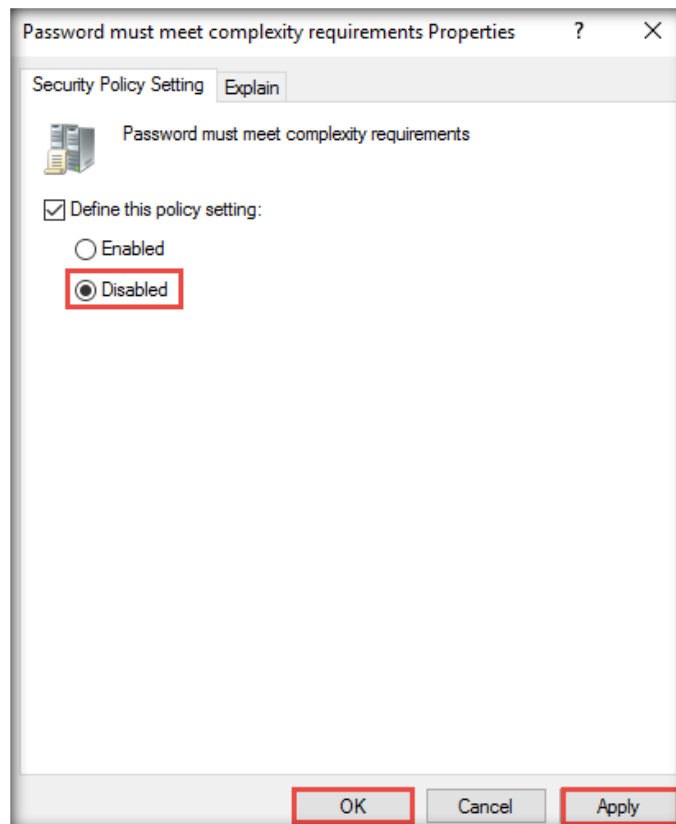 Password must meet complexity requirements Properties ?
Security Policy Setting Explain
Password must meet complexity requirements
Define this policy setting:
Enabled
Disabled
OK Cancel Apply